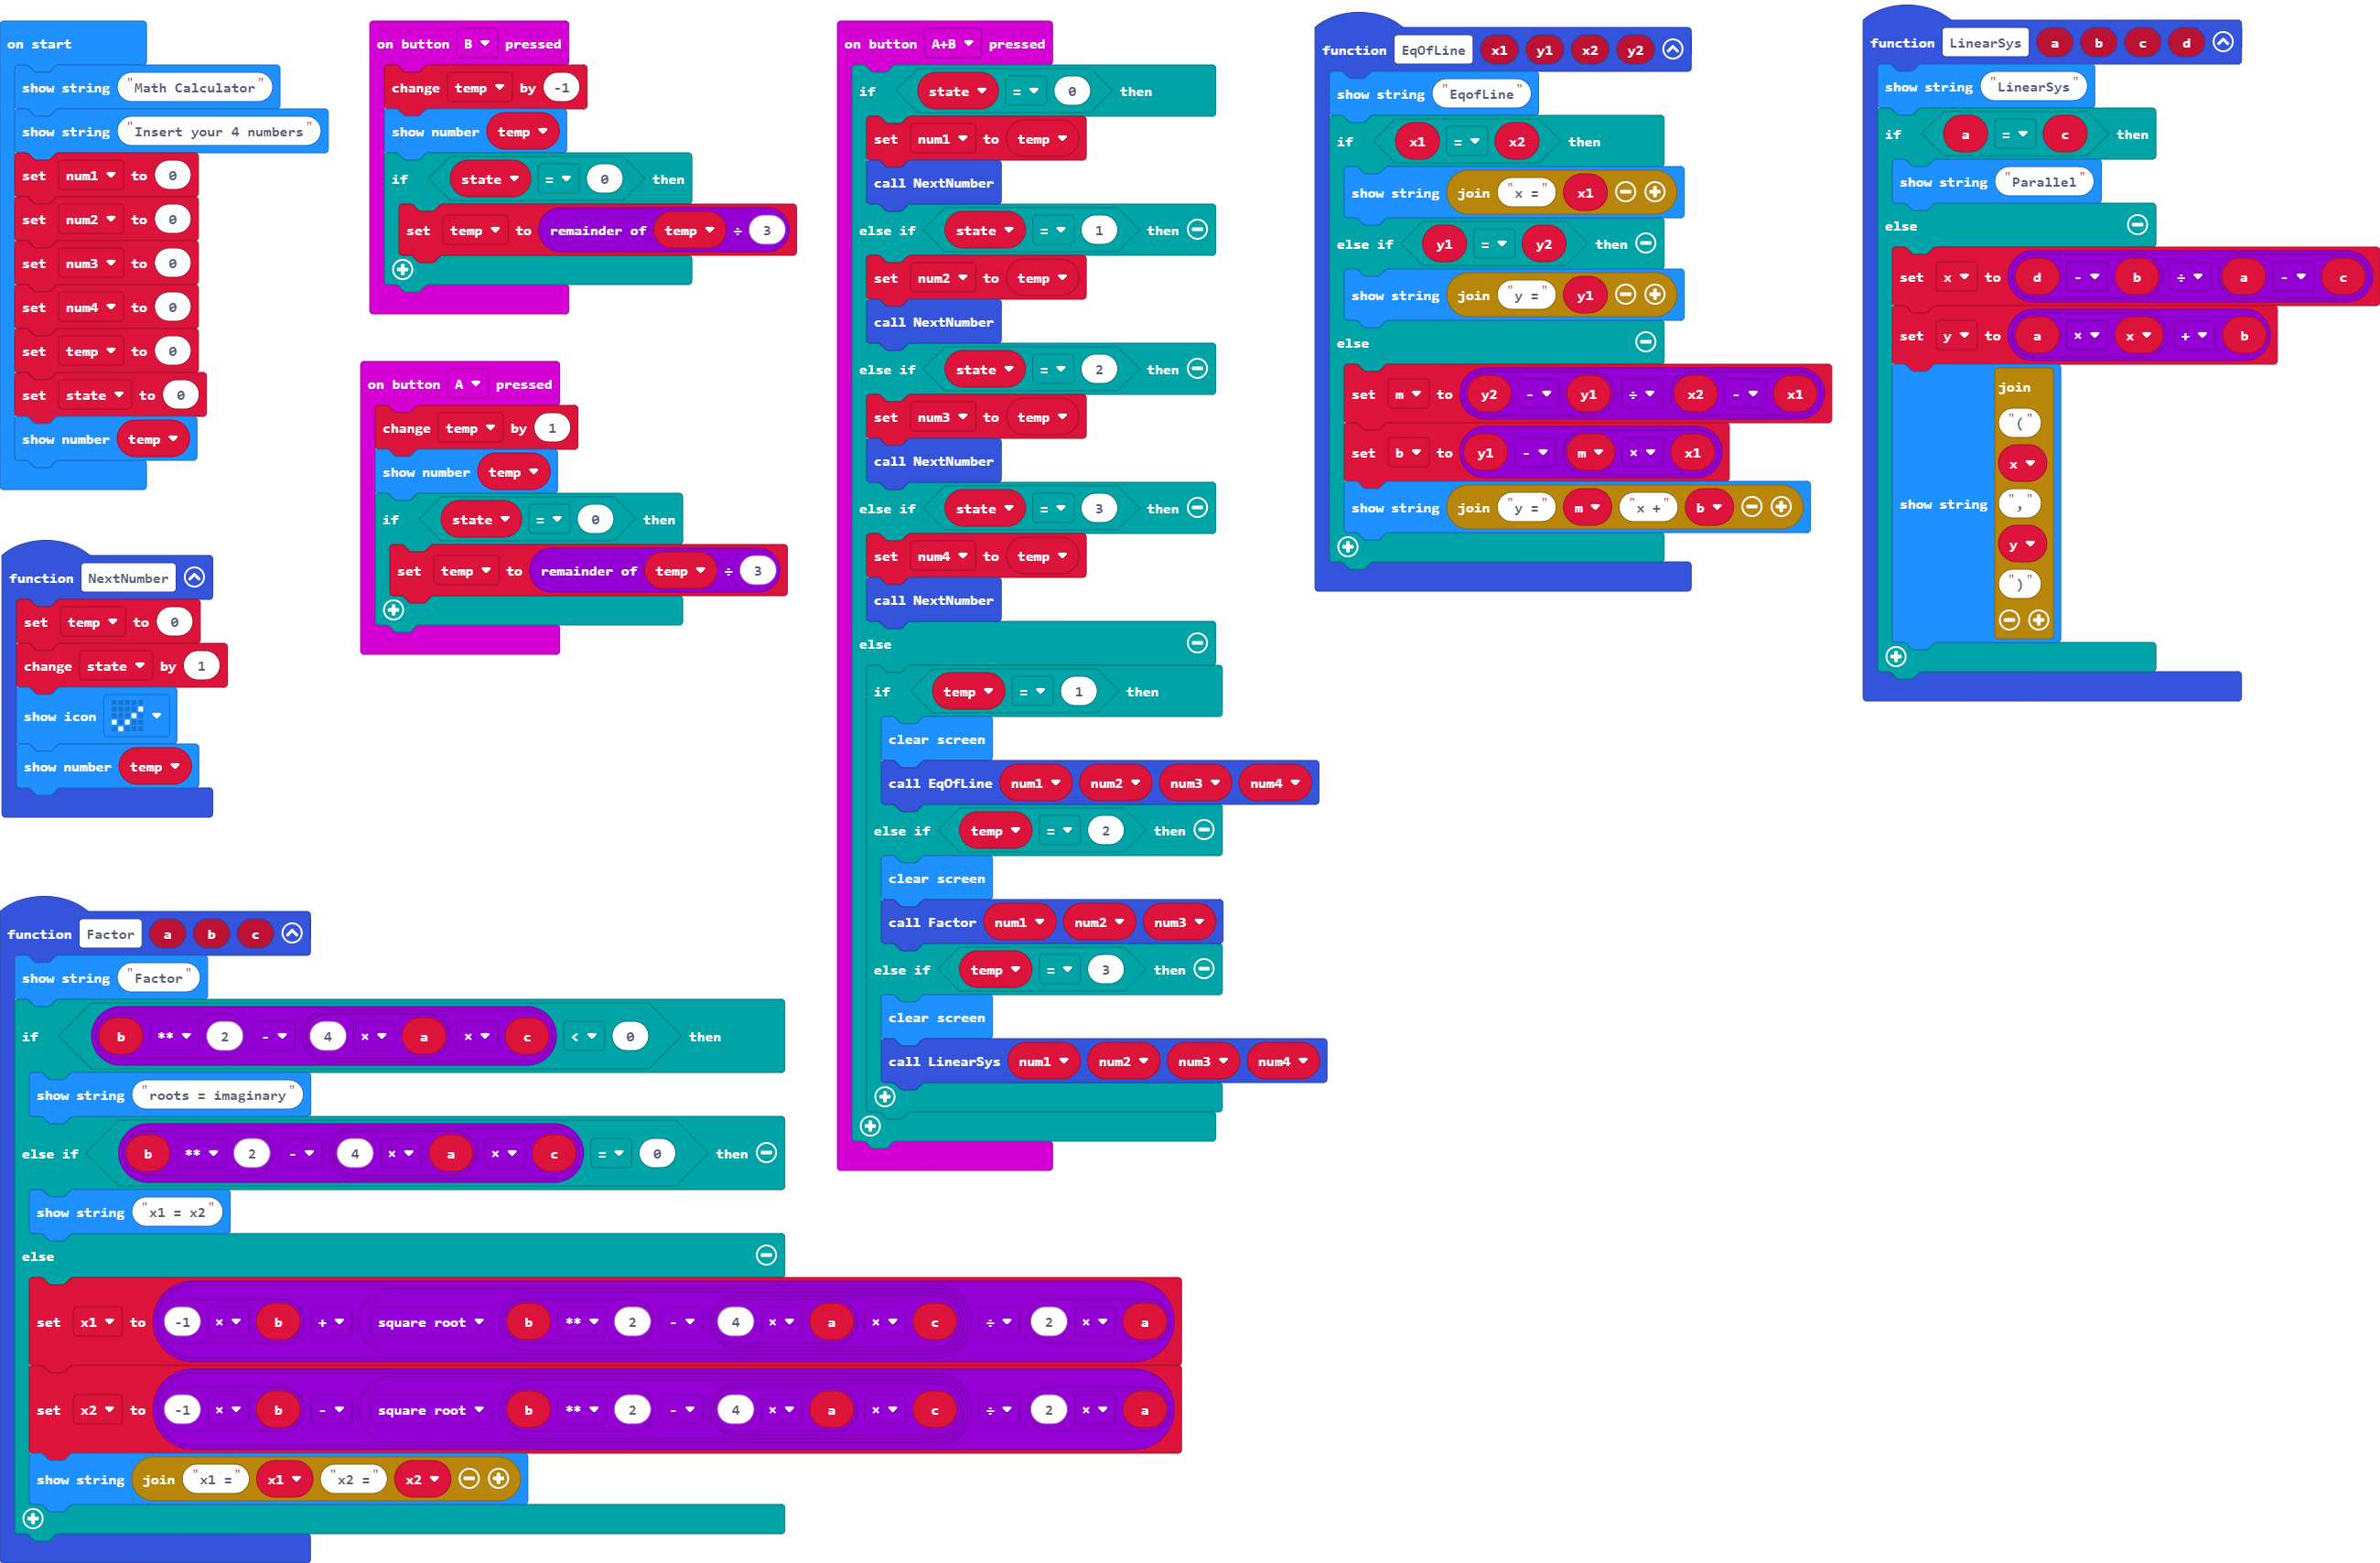 on start
show string "Math Calculator"
show string "Insert your 4 numbers"
set num1 to 0
set num2 to 0
set num3 to 0
set num4 to 0
set temp to 0
set state to 0
show number temp
function NextNumber
set temp to 0
change state by 1
show icon
show number temp
on button B pressed
change temp by -1
show number temp
if state = 0 then
set temp to remainder of temp ÷ 3
on button A pressed
change temp by 1
show number temp
if state = 0 then
set temp to remainder of temp ÷ 3
on button A+B pressed
if state = 0 then
set num1 to temp
call NextNumber
else if state = 1 then
set num2 to temp
call NextNumber
else if state = 2 then
set num3 to temp
call NextNumber
else if state = 3 then
set num4 to temp
call NextNumber
else
if temp = 1 then
clear screen
call EqOfLine num1 num2 num3 num4
else if temp = 2 then
clear screen
call Factor num1 num2 num3
else if temp = 3 then
clear screen
call LinearSys num1 num2 num3 num4
function EqOfLine x1 y1 x2 y2
show string "EqofLine"
if x1 = x2 then
show string join "x =" x1
else if y1 = y2 then
show string join "y =" y1
else
set m to y2 - y1 ÷ x2 - x1
set b to y1 - m × x1
show string join "y =" m "x +" b
function LinearSys a b c d
show string "LinearSys"
if a = c then
show string "Parallel"
else
set x to d - b ÷ a - c
set y to a × x + b
show string join "(" x "," y ")"
function Factor a b c
show string "Factor"
if b ** 2 - 4 × a × c < 0 then
show string "roots = imaginary"
else if b ** 2 - 4 × a × c = 0 then
show string "x1 = x2"
else
set x1 to -1 × b + square root b ** 2 - 4 × a × c ÷ 2 × a
set x2 to -1 × b - square root b ** 2 - 4 × a × c ÷ 2 × a
show string join "x1 =" x1 "x2 =" x2